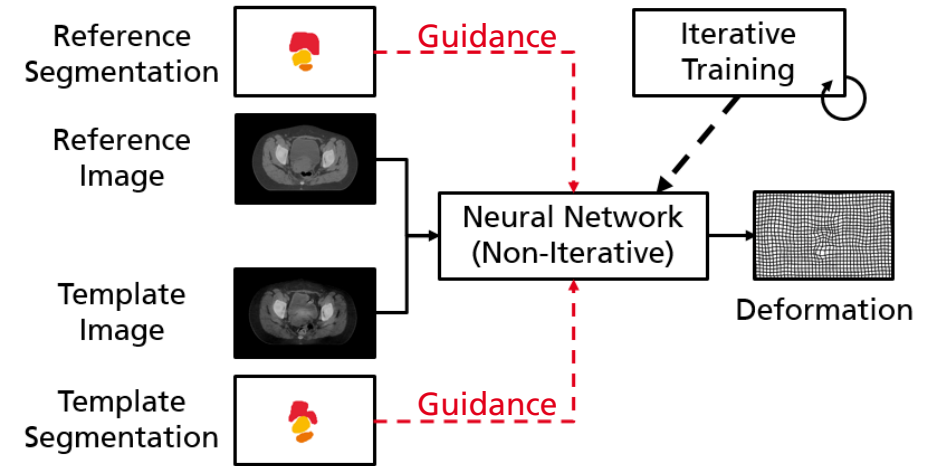 Reference
Segmentation
Guidance
Iterative
Training
Reference
Image
Neural Network
(Non-Iterative)
Template
Image
Deformation
Template
Segmentation
Guidance